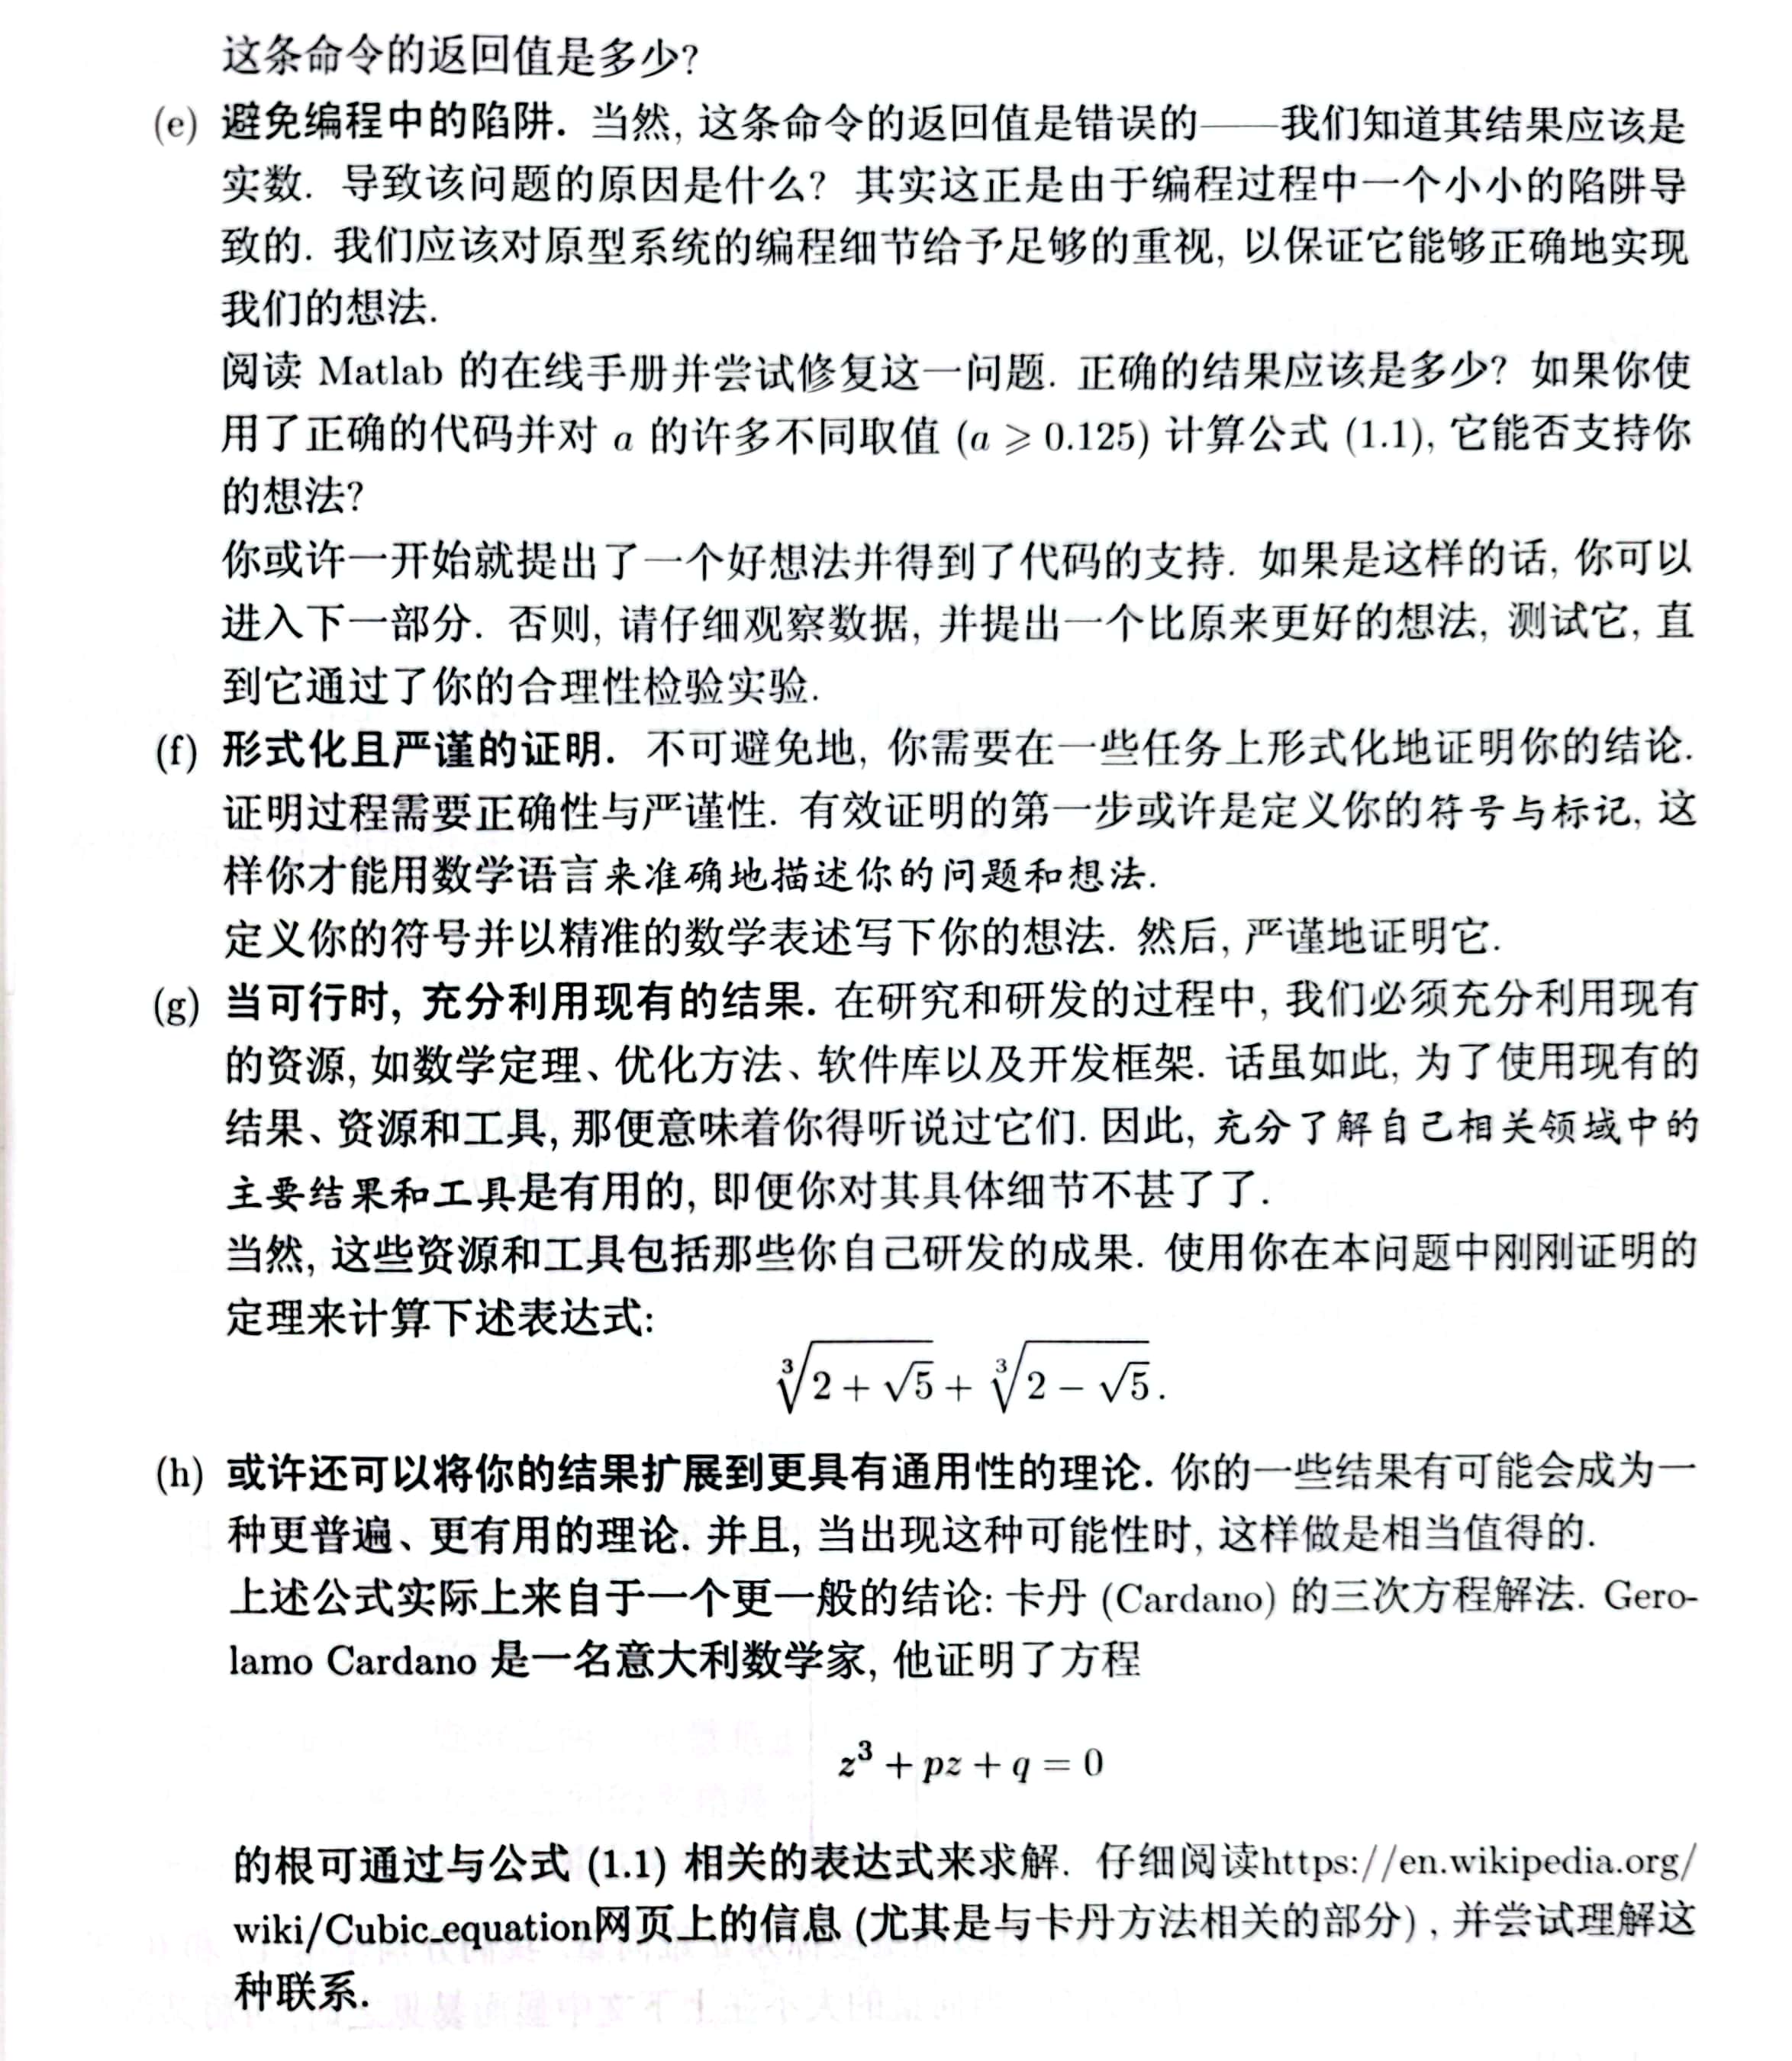 这条命令的返回值是多少?
(e) 避免编程中的陷阱. 当然, 这条命令的返回值是错误的——我们知道其结果应该是
实数. 导致该问题的原因是什么? 其实这正是由于编程过程中一个小小的陷阱导
致的. 我们应该对原型系统的编程细节给予足够的重视, 以保证它能够正确地实现
我们的想法.
阅读 Matlab 的在线手册并尝试修复这一问题. 正确的结果应该是多少? 如果你使
用了正确的代码并对 a 的许多不同取值 (a ⩾ 0.125) 计算公式 (1.1), 它能否支持你
的想法?
你或许一开始就提出了一个好想法并得到了代码的支持. 如果是这样的话, 你可以
进入下一部分. 否则, 请仔细观察数据, 并提出一个比原来更好的想法, 测试它, 直
到它通过了你的合理性检验实验.
(f) 形式化且严谨的证明. 不可避免地, 你需要在一些任务上形式化地证明你的结论.
证明过程需要正确性与严谨性. 有效证明的第一步或许是定义你的符号与标记, 这
样你才能用数学语言来准确地描述你的问题和想法.
定义你的符号并以精准的数学表述写下你的想法. 然后, 严谨地证明它.
(g) 当可行时, 充分利用现有的结果. 在研究和研发的过程中, 我们必须充分利用现有
的资源, 如数学定理、优化方法、软件库以及开发框架. 话虽如此, 为了使用现有的
结果、资源和工具, 那便意味着你得听说过它们. 因此, 充分了解自己相关领域中的
主要结果和工具是有用的, 即便你对其具体细节不甚了了.
当然, 这些资源和工具包括那些你自己研发的成果. 使用你在本问题中刚刚证明的
定理来计算下述表达式:
∛(2 + √5) + ∛(2 − √5).
(h) 或许还可以将你的结果扩展到更具有通用性的理论. 你的一些结果有可能会成为一
种更普遍、更有用的理论. 并且, 当出现这种可能性时, 这样做是相当值得的.
上述公式实际上来自于一个更一般的结论: 卡丹 (Cardano) 的三次方程解法. Gero-
lamo Cardano 是一名意大利数学家, 他证明了方程
z³ + pz + q = 0
的根可通过与公式 (1.1) 相关的表达式来求解. 仔细阅读https://en.wikipedia.org/
wiki/Cubic_equation网页上的信息 (尤其是与卡丹方法相关的部分) , 并尝试理解这
种联系.